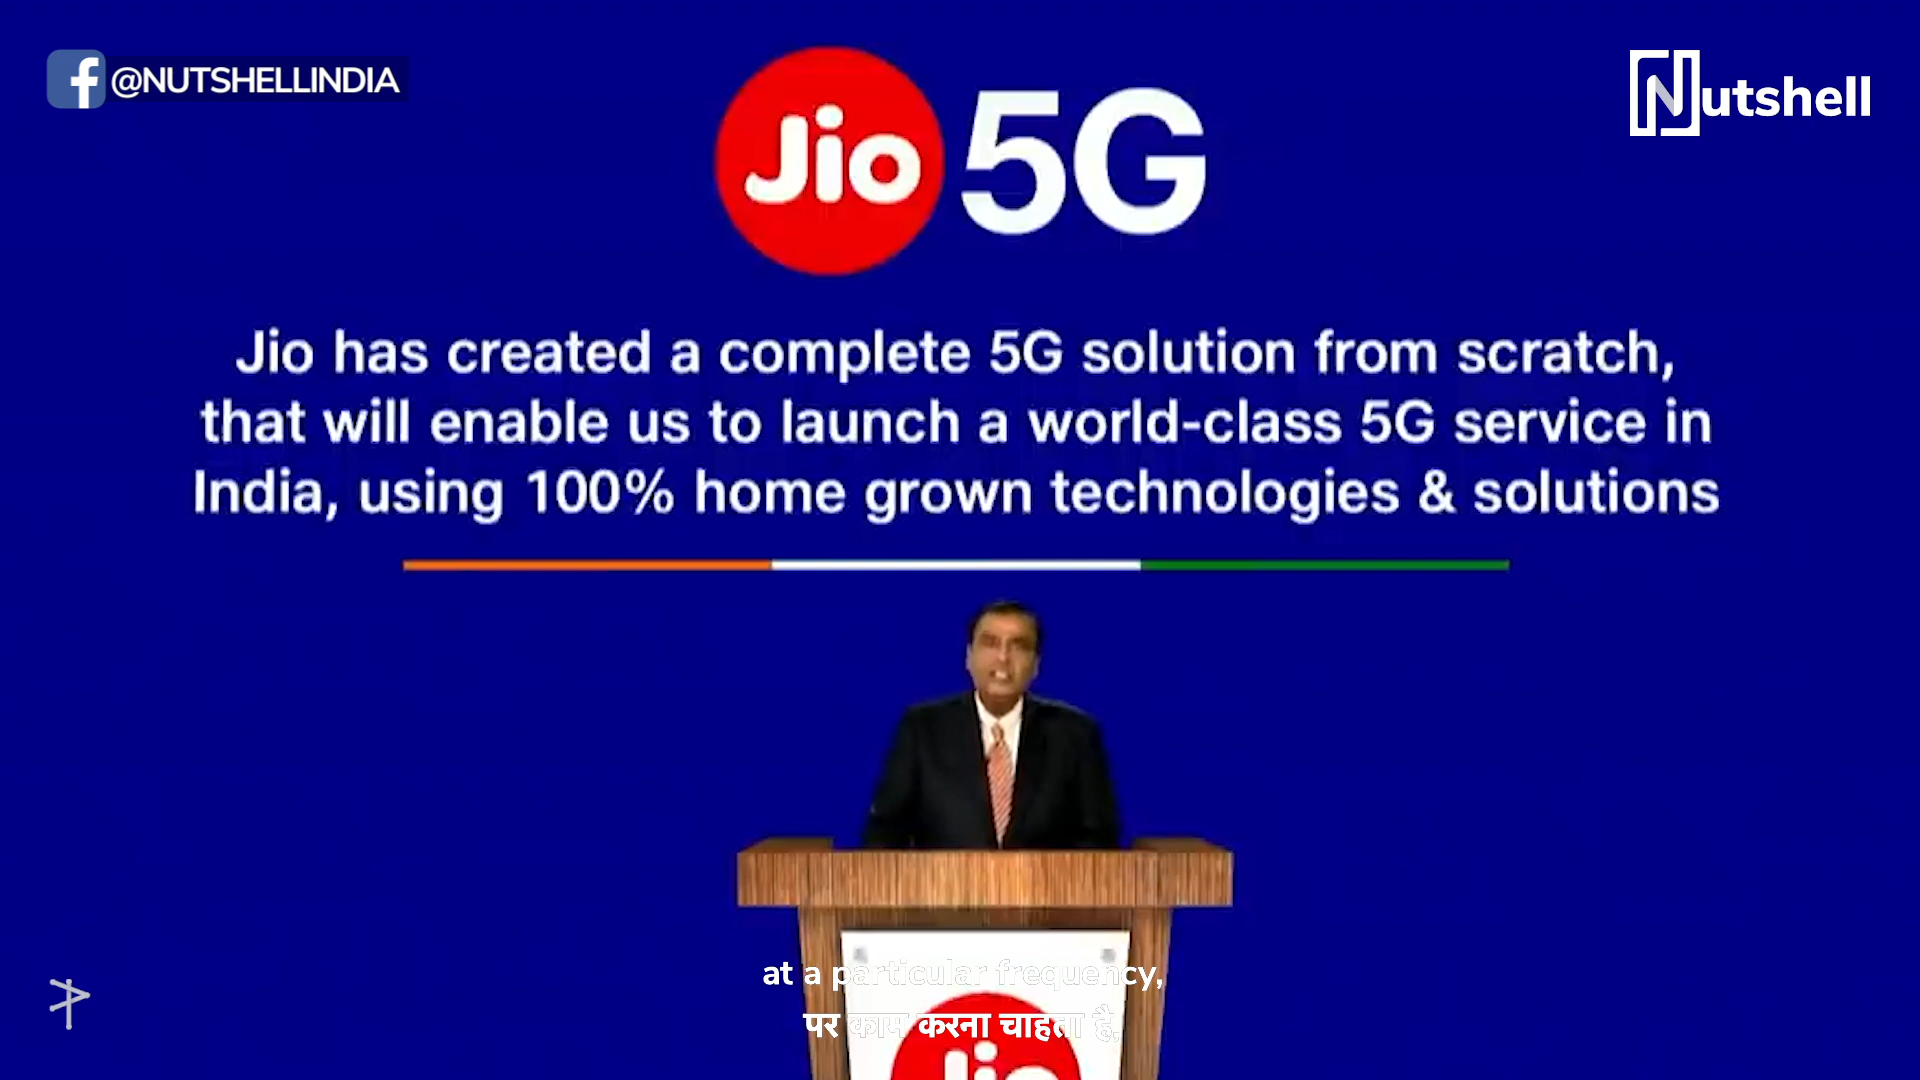 @NUTSHELLINDIA
Nutshell
Jio 5G
Jio has created a complete 5G solution from scratch,
that will enable us to launch a world-class 5G service in
India, using 100% home grown technologies & solutions
at a particular frequency,
पर काम करना चाहता है,
Jio